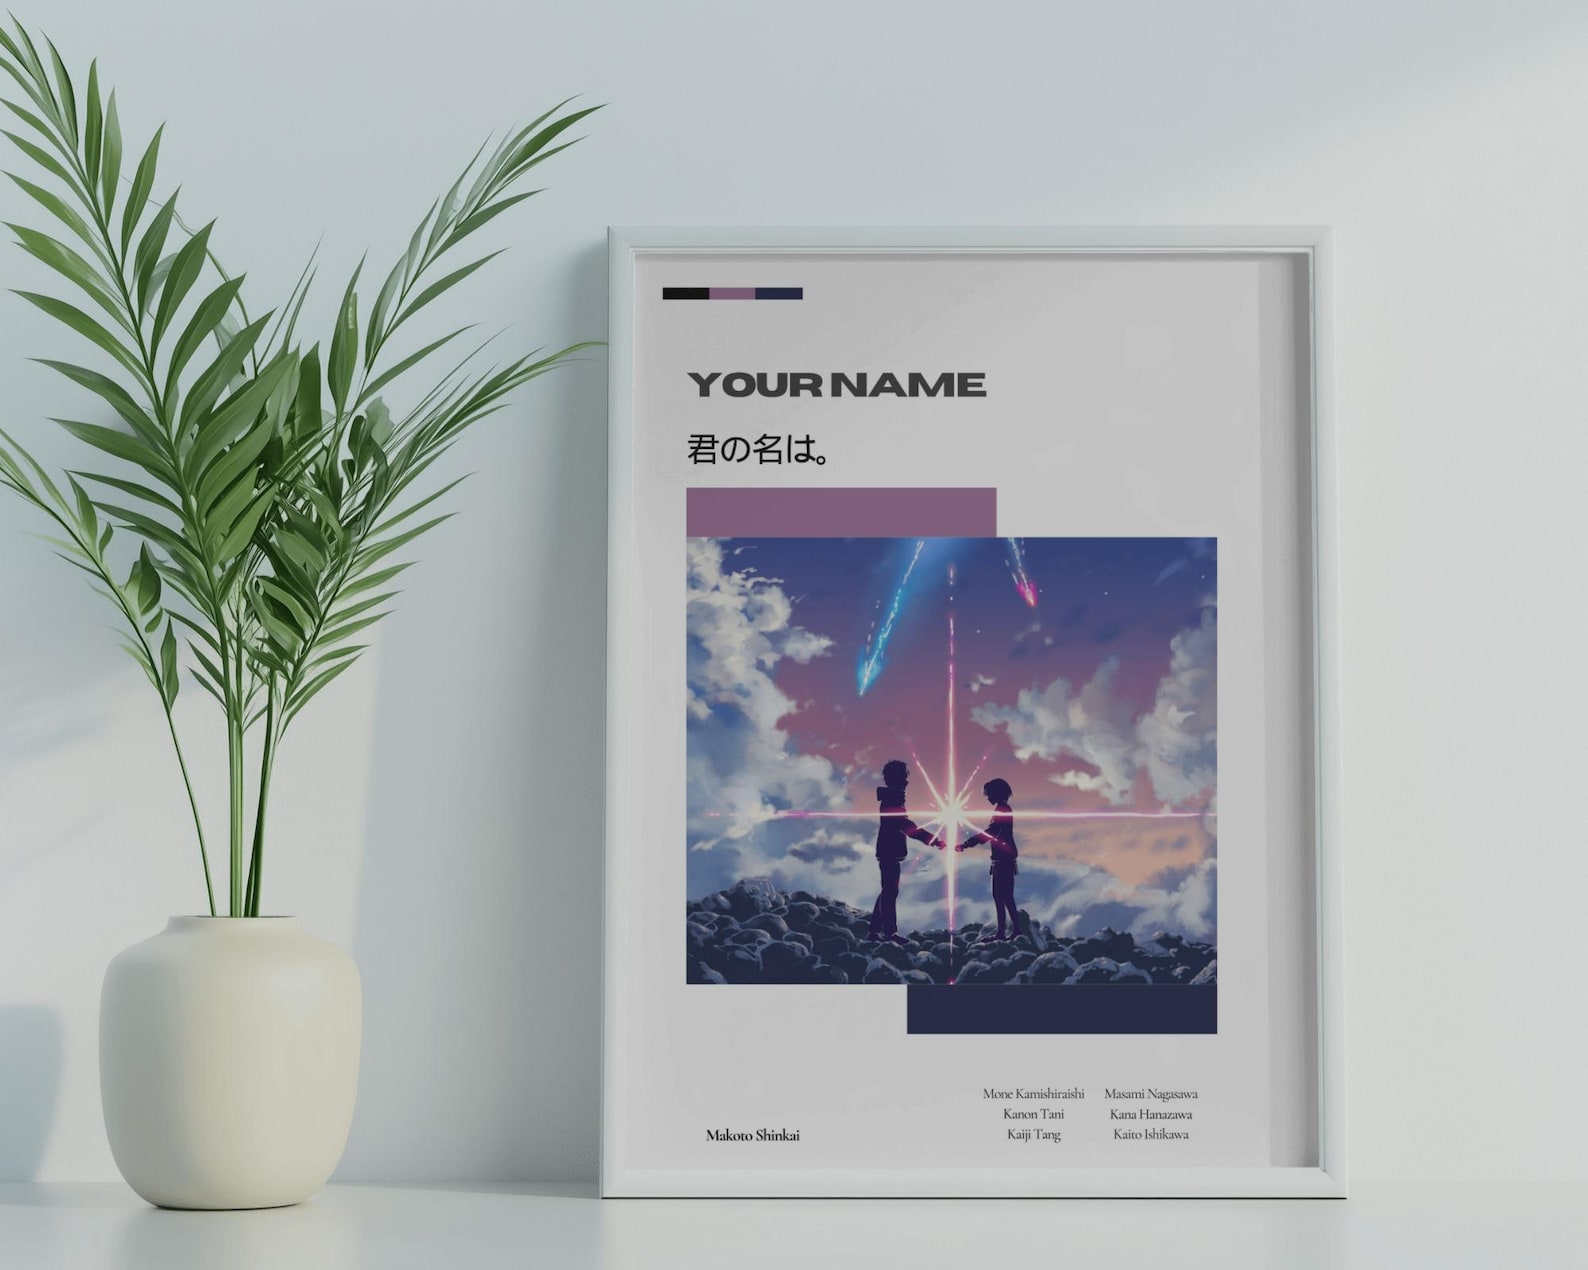 YOUR NAME
君の名は。
Makoto Shinkai
Mone Kamishiraishi
Kanon Tani
Kaiji Tang
Masami Nagasawa
Kana Hanazawa
Kaito Ishikawa